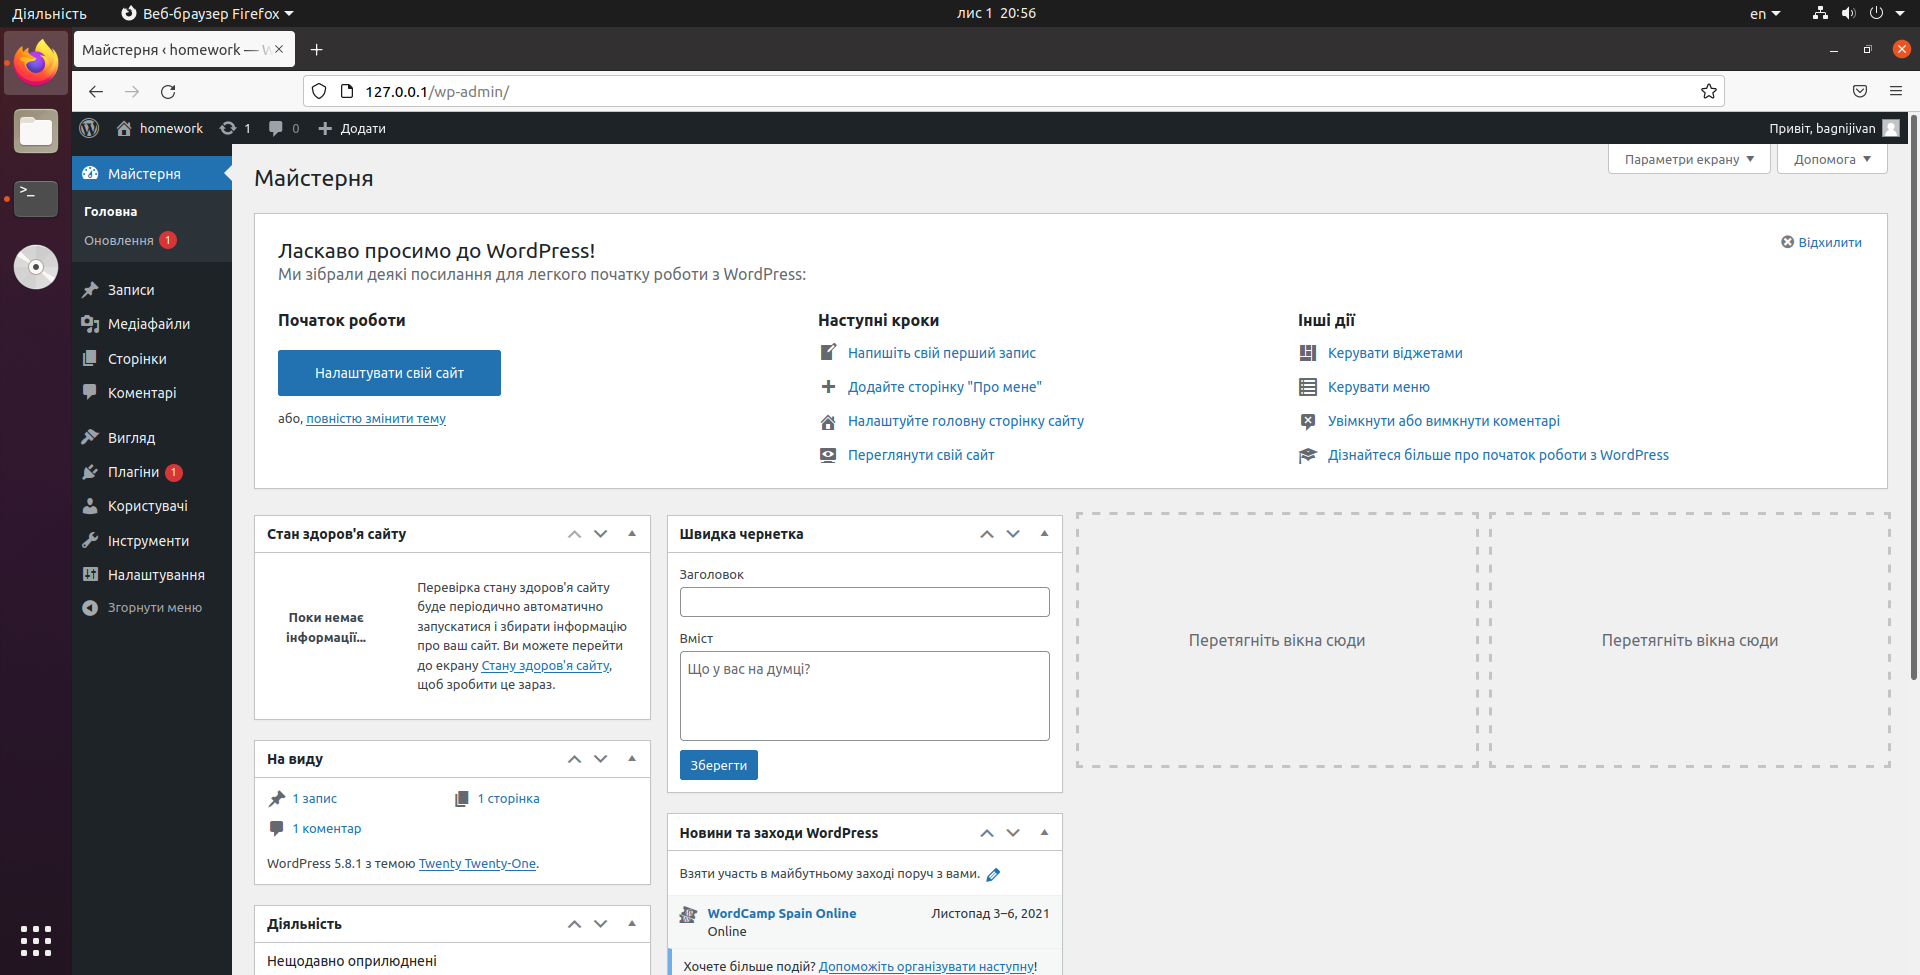 Діяльність
Веб-браузер Firefox
лис 1 20:56
en
Майстерня ‹ homework — W
127.0.0.1/wp-admin/
homework
1
0
Додати
Привіт, bagnijivan
Майстерня
Головна
Оновлення 1
Записи
Медіафайли
Сторінки
Коментарі
Вигляд
Плагіни 1
Користувачі
Інструменти
Налаштування
Згорнути меню
Параметри екрану
Допомога
Майстерня
Ласкаво просимо до WordPress!
Ми зібрали деякі посилання для легкого початку роботи з WordPress:
Відхилити
Початок роботи
Налаштувати свій сайт
або, повністю змінити тему
Наступні кроки
Напишіть свій перший запис
Додайте сторінку "Про мене"
Налаштуйте головну сторінку сайту
Переглянути свій сайт
Інші дії
Керувати віджетами
Керувати меню
Увімкнути або вимкнути коментарі
Дізнайтеся більше про початок роботи з WordPress
Стан здоров'я сайту
Поки немає
інформації...
Перевірка стану здоров'я сайту
буде періодично автоматично
запускатися і збирати інформацію
про ваш сайт. Ви можете перейти
до екрану Стану здоров'я сайту,
щоб зробити це зараз.
На виду
1 запис
1 сторінка
1 коментар
WordPress 5.8.1 з темою Twenty Twenty-One.
Діяльність
Нещодавно оприлюднені
Швидка чернетка
Заголовок
Вміст
Що у вас на думці?
Зберегти
Новини та заходи WordPress
Взяти участь в майбутньому заході поруч з вами.
WordCamp Spain Online
Листопад 3–6, 2021
Online
Хочете більше подій? Допоможіть організувати наступну!
Перетягніть вікна сюди
Перетягніть вікна сюди